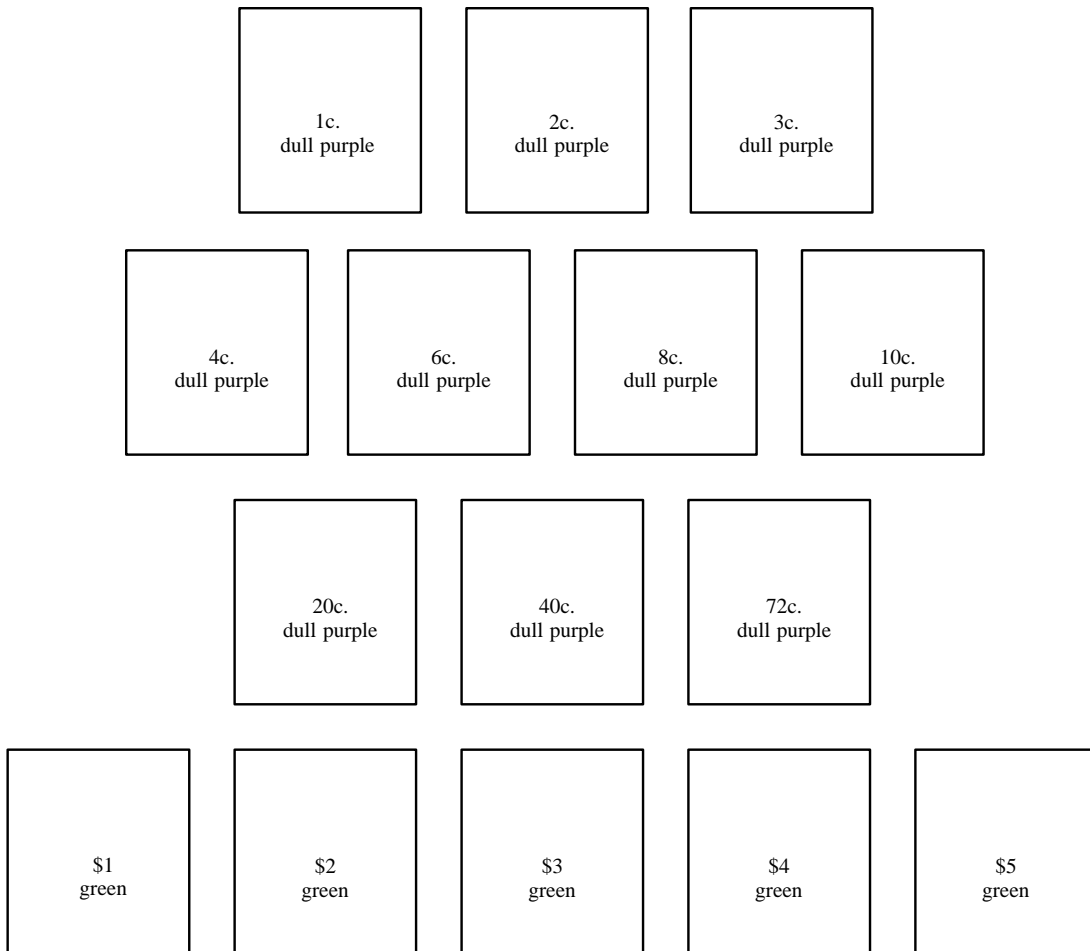 1c.
dull purple
2c.
dull purple
3c.
dull purple
4c.
dull purple
6c.
dull purple
8c.
dull purple
10c.
dull purple
20c.
dull purple
40c.
dull purple
72c.
dull purple
$1
green
$2
green
$3
green
$4
green
$5
green